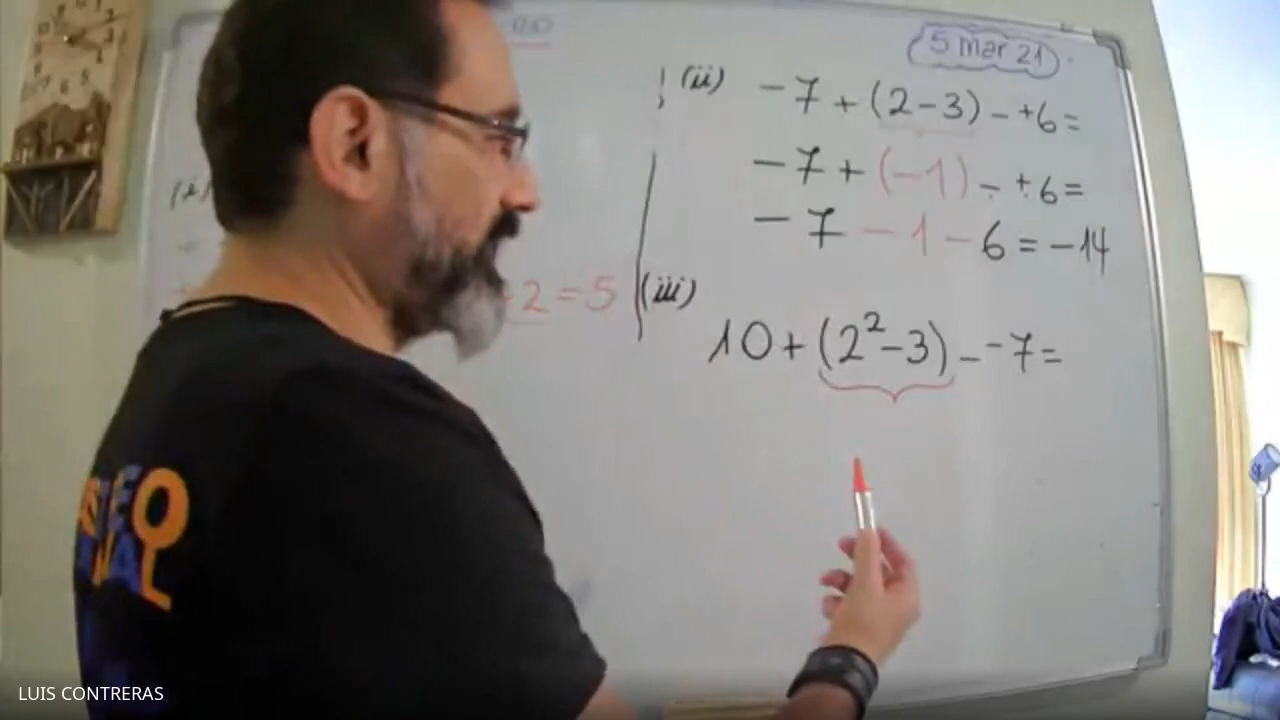 5 Mar 21
(ii) -7 + (2-3) - +6 =
-7 + (-1) - +6 =
-7 -1 - 6 = -14
+2 = 5
(iii)
10 + (2² - 3) - -7 =
LUIS CONTRERAS